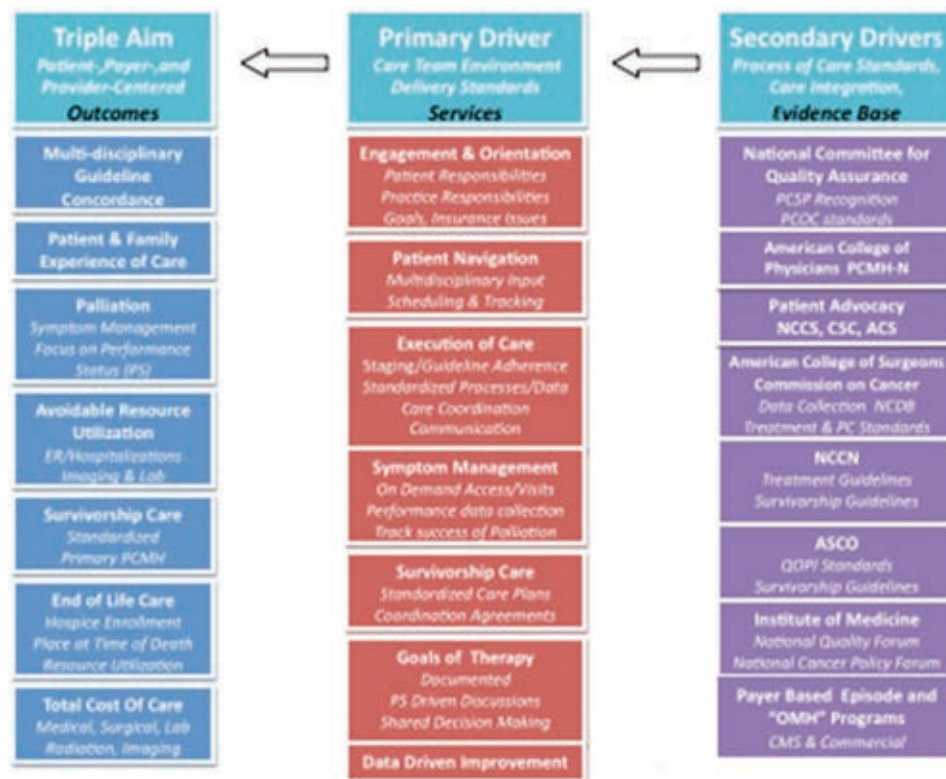 Triple Aim
Patient-,Payer-,and
Provider-Centered
Outcomes
Multi-disciplinary
Guideline
Concordance
Patient & Family
Experience of Care
Palliation
Symptom Management
Focus on Performance
Status (PS)
Avoidable Resource
Utilization
ER/Hospitalizations
Imaging & Lab
Survivorship Care
Standardized
Primary PCMH
End of Life Care
Hospice Enrollment
Place at Time of Death
Resource Utilization
Total Cost Of Care
Medical, Surgical, Lab
Radiation, Imaging
Primary Driver
Care Team Environment
Delivery Standards
Services
Engagement & Orientation
Patient Responsibilities
Practice Responsibilities
Goals, Insurance Issues
Patient Navigation
Multidisciplinary Input
Scheduling & Tracking
Execution of Care
Staging/Guideline Adherence
Standardized Processes/Data
Care Coordination
Communication
Symptom Management
On Demand Access/Visits
Performance data collection
Track success of Palliation
Survivorship Care
Standardized Care Plans
Coordination Agreements
Goals of Therapy
Documented
PS Driven Discussions
Shared Decision Making
Data Driven Improvement
Secondary Drivers
Process of Care Standards,
Care Integration,
Evidence Base
National Committee for
Quality Assurance
PCSP Recognition
PCOC standards
American College of
Physicians PCMH-N
Patient Advocacy
NCCS, CSC, ACS
American College of Surgeons
Commission on Cancer
Data Collection NCDB
Treatment & PC Standards
NCCN
Treatment Guidelines
Survivorship Guidelines
ASCO
QOPI Standards
Survivorship Guidelines
Institute of Medicine
National Quality Forum
National Cancer Policy Forum
Payer Based Episode and
"OMH" Programs
CMS & Commercial